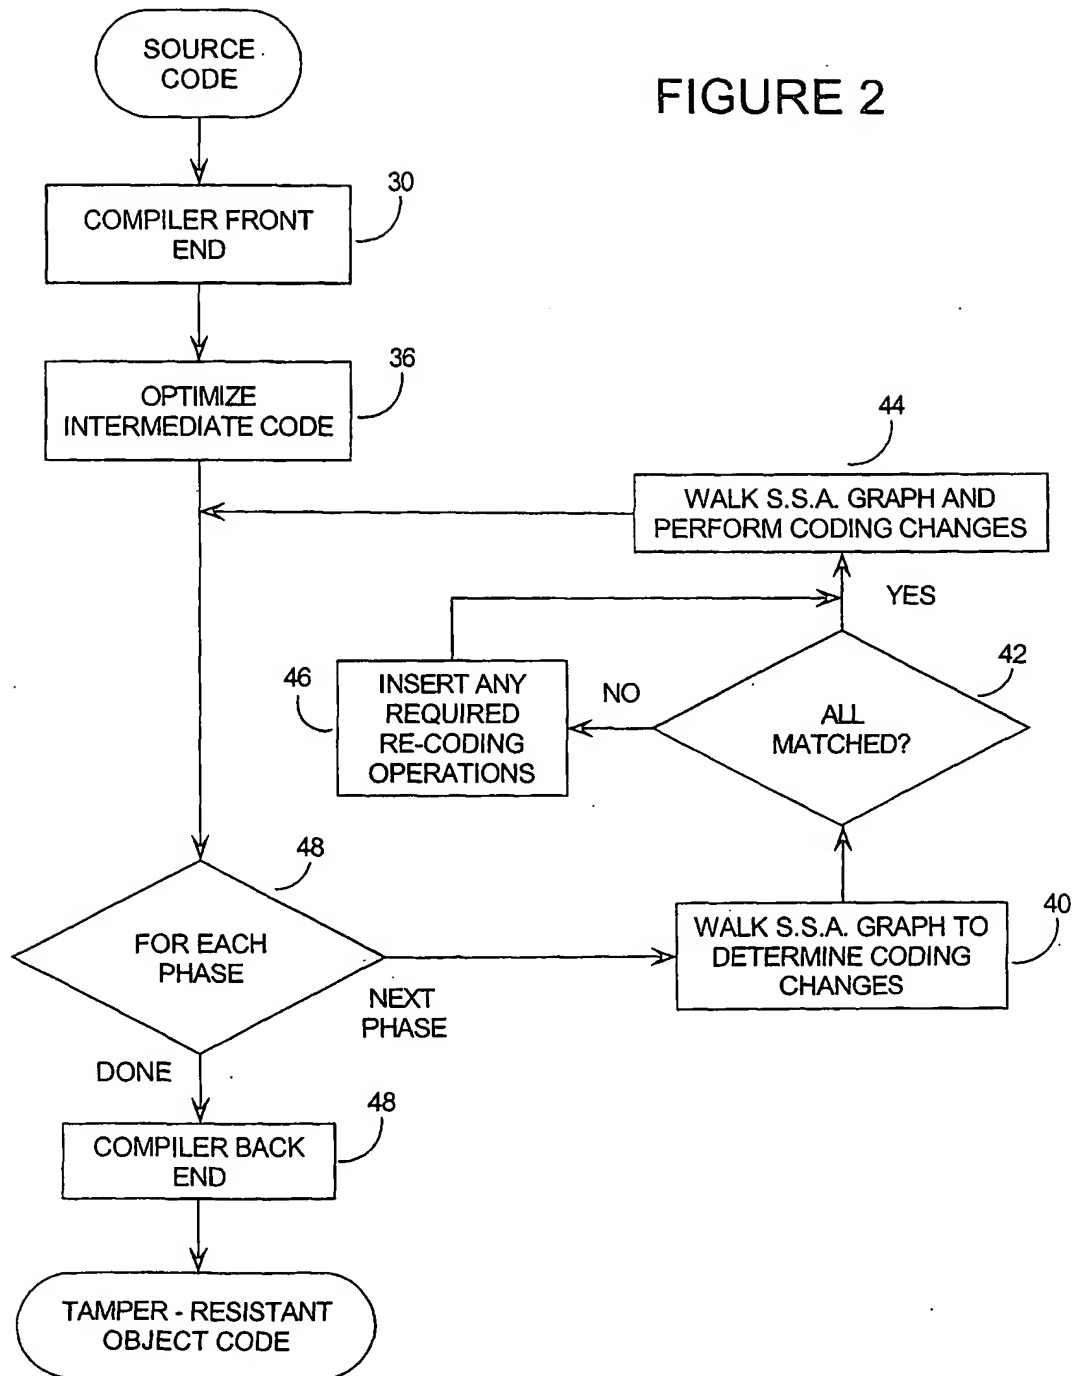 SOURCE
CODE
FIGURE 2
30
COMPILER FRONT
END
36
OPTIMIZE
INTERMEDIATE CODE
44
WALK S.S.A. GRAPH AND
PERFORM CODING CHANGES
YES
46
INSERT ANY
REQUIRED
RE-CODING
OPERATIONS
NO
42
ALL
MATCHED?
48
FOR EACH
PHASE
NEXT
PHASE
40
WALK S.S.A. GRAPH TO
DETERMINE CODING
CHANGES
DONE
48
COMPILER BACK
END
TAMPER - RESISTANT
OBJECT CODE